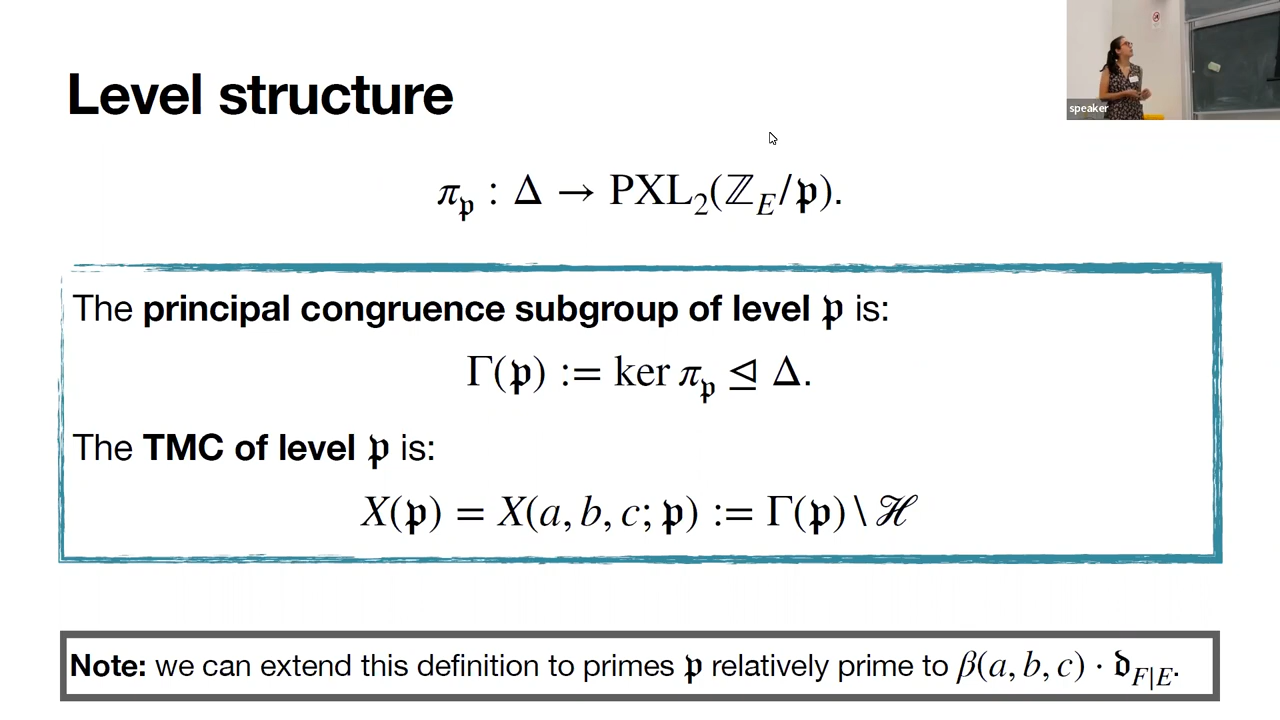 Level structure
speaker
π_𝔭 : Δ → PXL₂(ℤ_E/𝔭).
The principal congruence subgroup of level 𝔭 is:
Γ(𝔭) := ker π_𝔭 ⊴ Δ.
The TMC of level 𝔭 is:
X(𝔭) = X(a, b, c; 𝔭) := Γ(𝔭) \ ℋ
Note: we can extend this definition to primes 𝔭 relatively prime to β(a, b, c) · 𝔡_{F|E}.